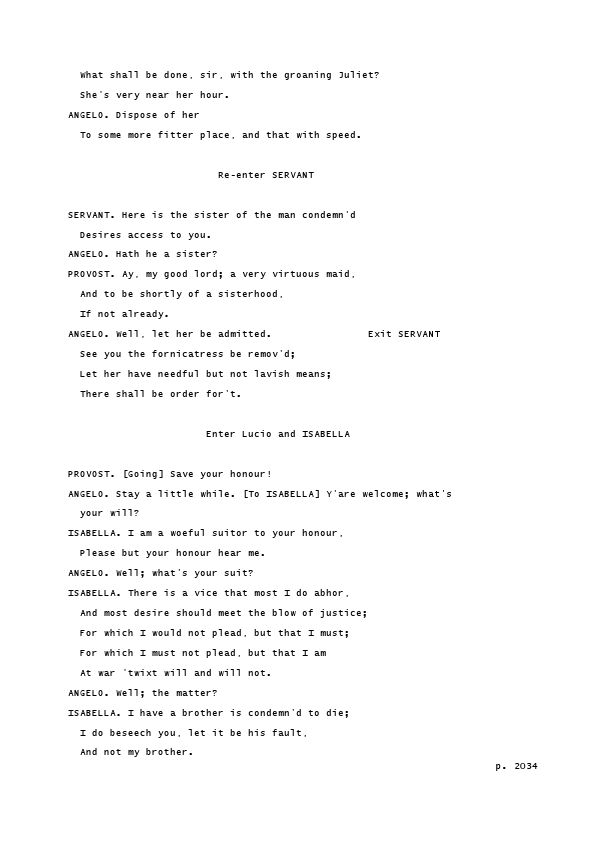 What shall be done, sir, with the groaning Juliet?
She's very near her hour.
ANGELO. Dispose of her
To some more fitter place, and that with speed.
Re-enter SERVANT
SERVANT. Here is the sister of the man condemn'd
Desires access to you.
ANGELO. Hath he a sister?
PROVOST. Ay, my good lord; a very virtuous maid,
And to be shortly of a sisterhood,
If not already.
ANGELO. Well, let her be admitted. Exit SERVANT
See you the fornicatress be remov'd;
Let her have needful but not lavish means;
There shall be order for't.
Enter Lucio and ISABELLA
PROVOST. [Going] Save your honour!
ANGELO. Stay a little while. [To ISABELLA] Y'are welcome; what's
your will?
ISABELLA. I am a woeful suitor to your honour,
Please but your honour hear me.
ANGELO. Well; what's your suit?
ISABELLA. There is a vice that most I do abhor,
And most desire should meet the blow of justice;
For which I would not plead, but that I must;
For which I must not plead, but that I am
At war 'twixt will and will not.
ANGELO. Well; the matter?
ISABELLA. I have a brother is condemn'd to die;
I do beseech you, let it be his fault,
And not my brother.
p. 2034